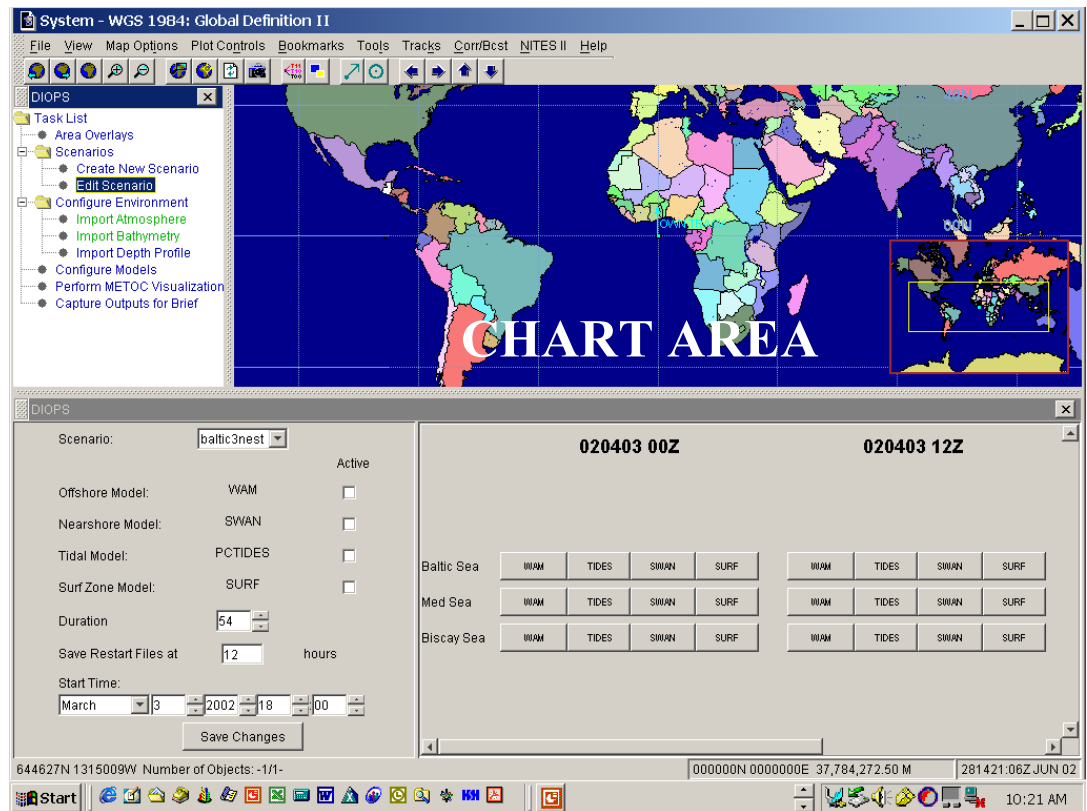 System - WGS 1984: Global Definition II
File View Map Options Plot Controls Bookmarks Tools Tracks Corr/Bcst NITES II Help
DIOPS
Task List
Area Overlays
Scenarios
Create New Scenario
Edit Scenario
Configure Environment
Import Atmosphere
Import Bathymetry
Import Depth Profile
Configure Models
Perform METOC Visualization
Capture Outputs for Brief
CHART AREA
DIOPS
Scenario: baltic3nest
Active
Offshore Model: WAM
Nearshore Model: SWAN
Tidal Model: PCTIDES
Surf Zone Model: SURF
Duration 54
Save Restart Files at 12 hours
Start Time:
March 3 2002 18 :00
Save Changes
020403 00Z 020403 12Z
Baltic Sea WAM TIDES SWAN SURF WAM TIDES SWAN SURF
Med Sea WAM TIDES SWAN SURF WAM TIDES SWAN SURF
Biscay Sea WAM TIDES SWAN SURF WAM TIDES SWAN SURF
644627N 1315009W Number of Objects: -1/1-
000000N 0000000E 37,784,272.50 M 281421:06Z JUN 02
Start 10:21 AM